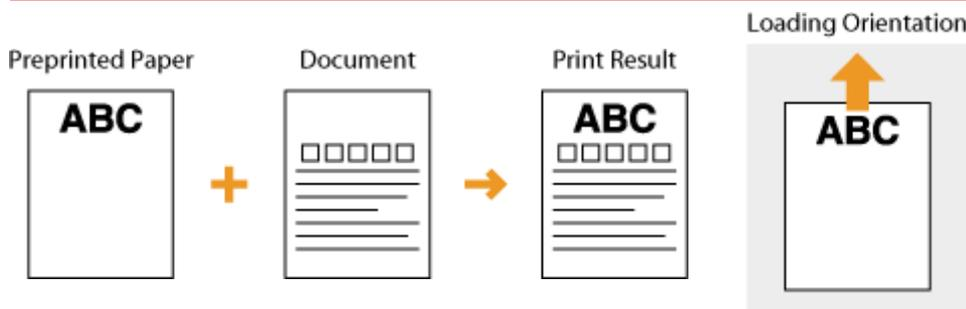 Loading Orientation
Preprinted Paper
Document
Print Result
ABC
ABC
ABC